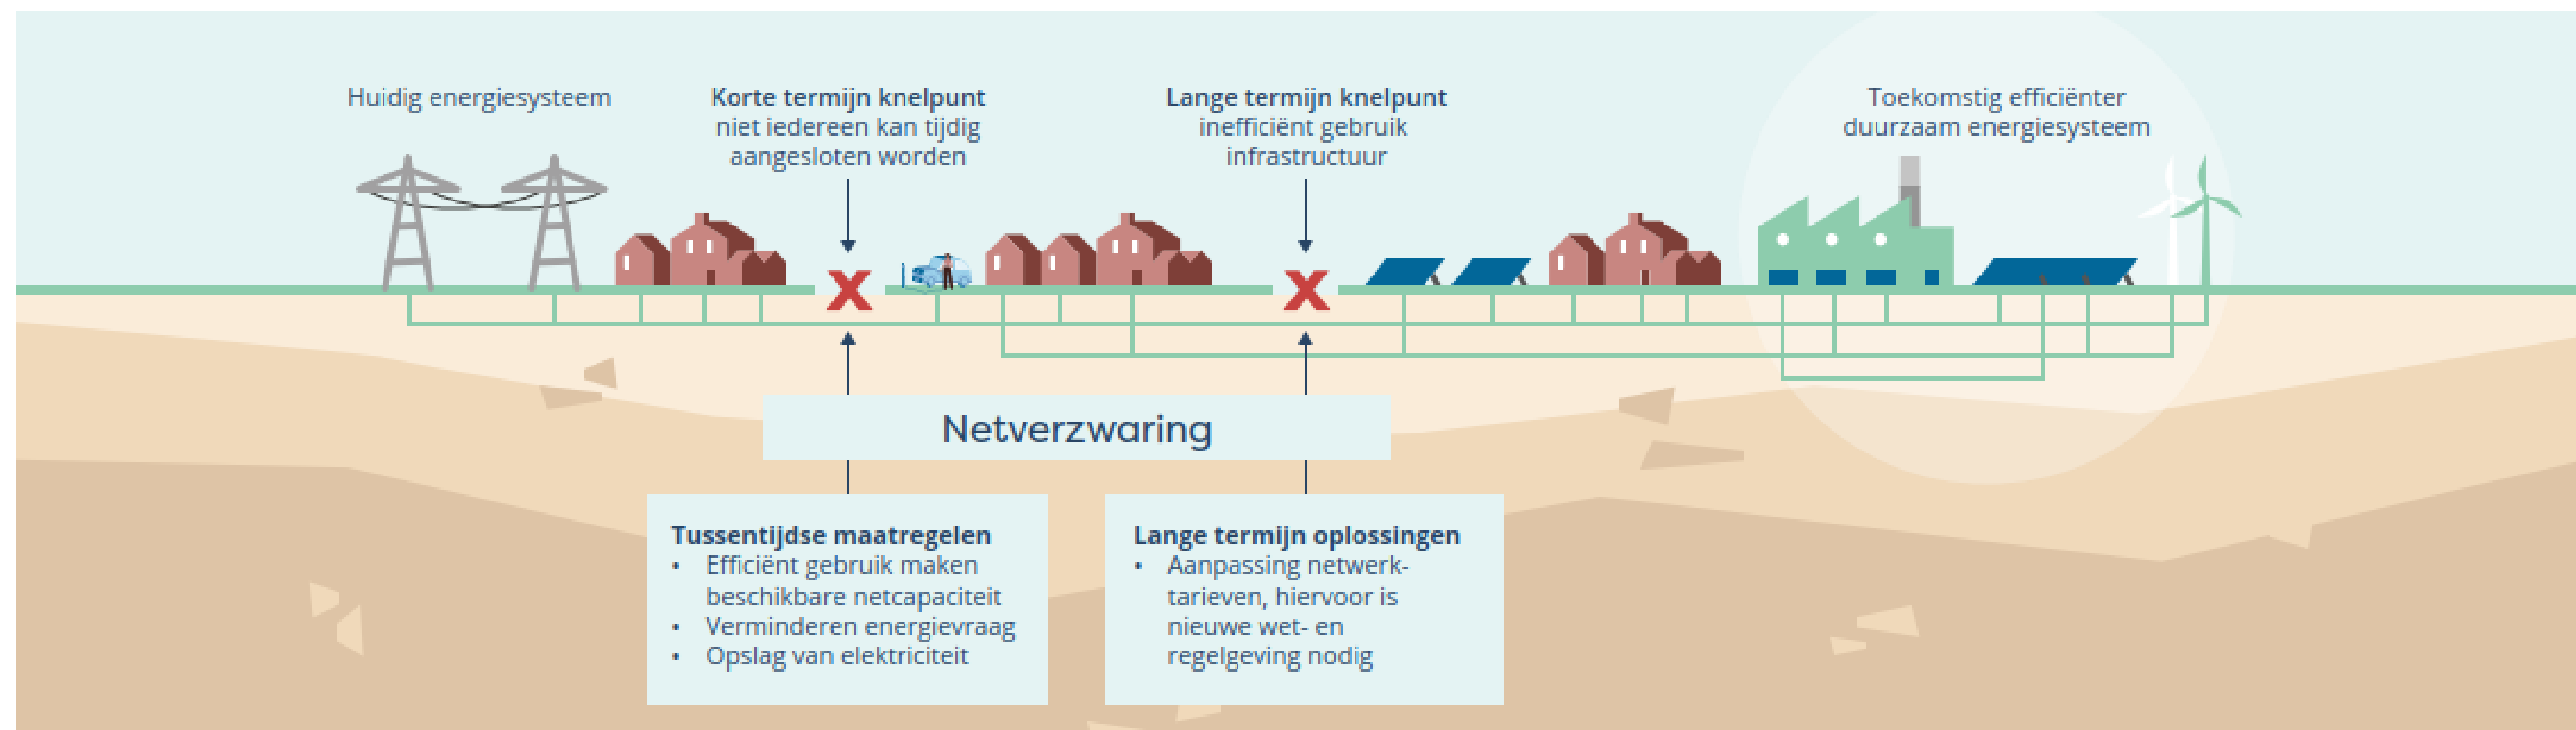 Huidig energiesysteem
Korte termijn knelpunt
niet iedereen kan tijdig
aangesloten worden
Lange termijn knelpunt
inefficiënt gebruik
infrastructuur
Toekomstig efficiënter
duurzaam energiesysteem
Netverzwaring
Tussentijdse maatregelen
• Efficiënt gebruik maken
beschikbare netcapaciteit
• Verminderen energievraag
• Opslag van elektriciteit
Lange termijn oplossingen
• Aanpassing netwerk-
tarieven, hiervoor is
nieuwe wet- en
regelgeving nodig